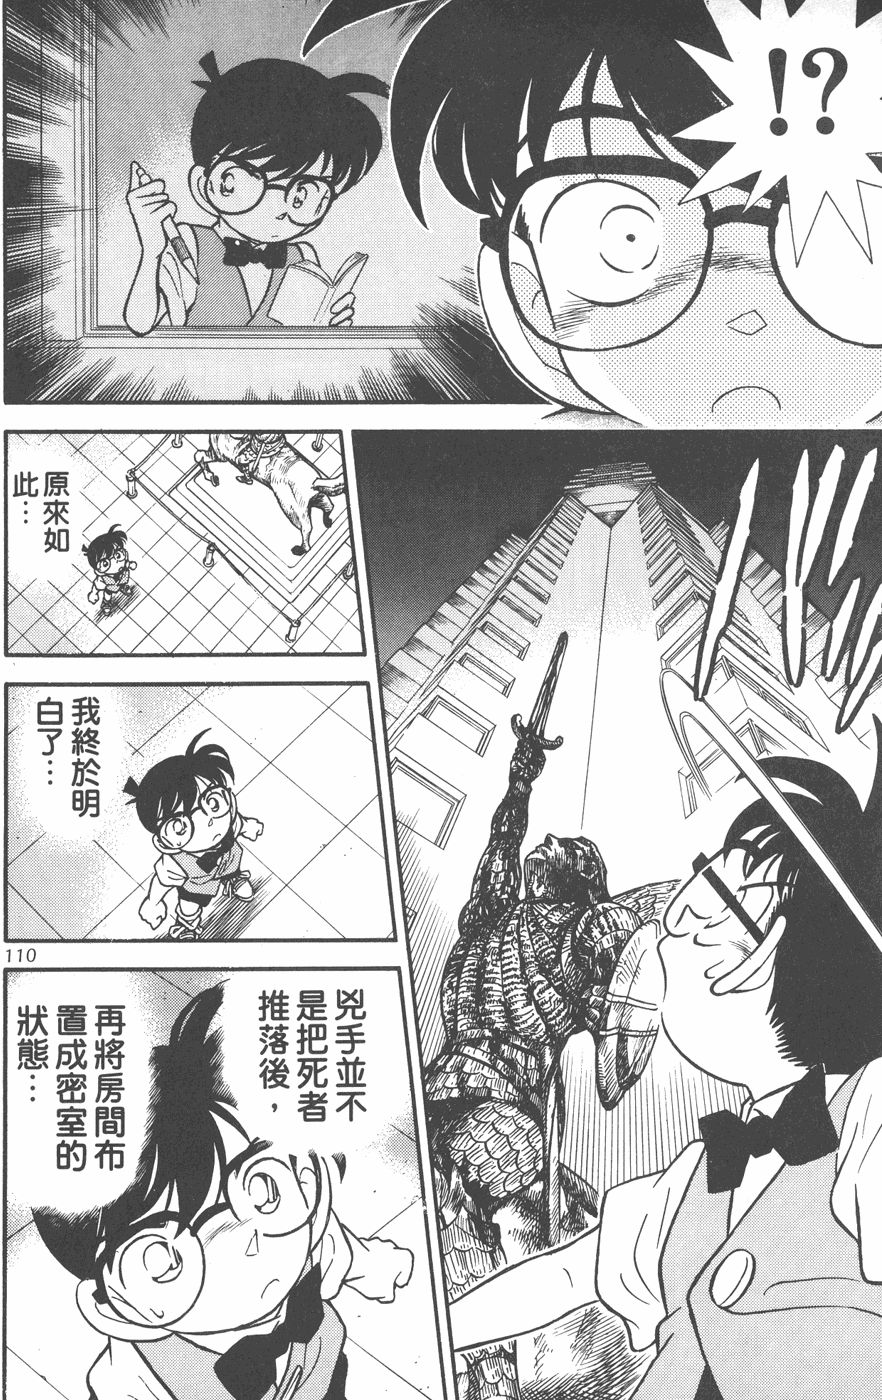 !?
原來如
此…
我終於明
白了…
110
兇手並不
是把死者
推落後，
再將房間布
置成密室的
狀態…